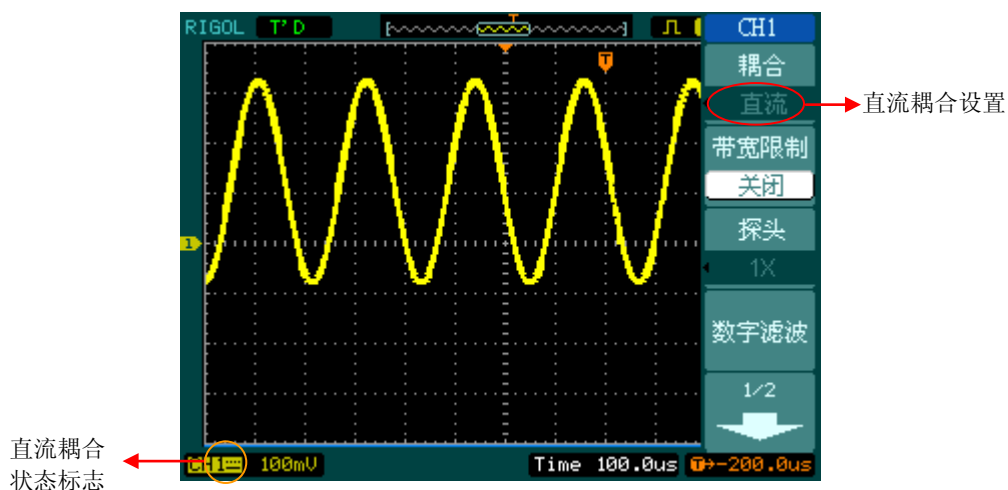 RIGOL T'D T CH1
耦合
直流
直流耦合设置
带宽限制
关闭
T
1
探头
1X
数字滤波
1/2
直流耦合
状态标志
CH1 100mV Time 100.0us T→-200.0us